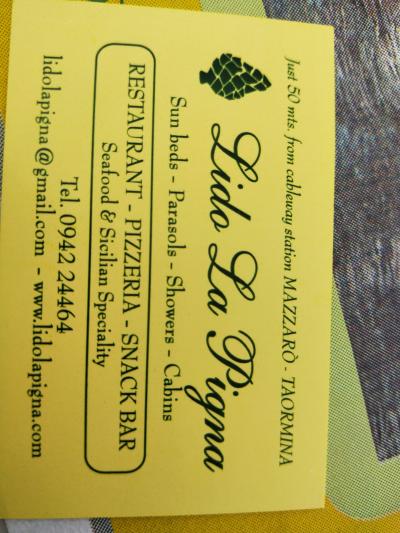 Just 50 mts. from cableway station MAZZARÒ - TAORMINA
Lido La Pigna
Sun beds - Parasols - Showers - Cabins
RESTAURANT - PIZZERIA - SNACK BAR
Seafood & Sicilian Speciality
Tel. 0942 24464
lidolapigna@gmail.com - www.lidolapigna.com